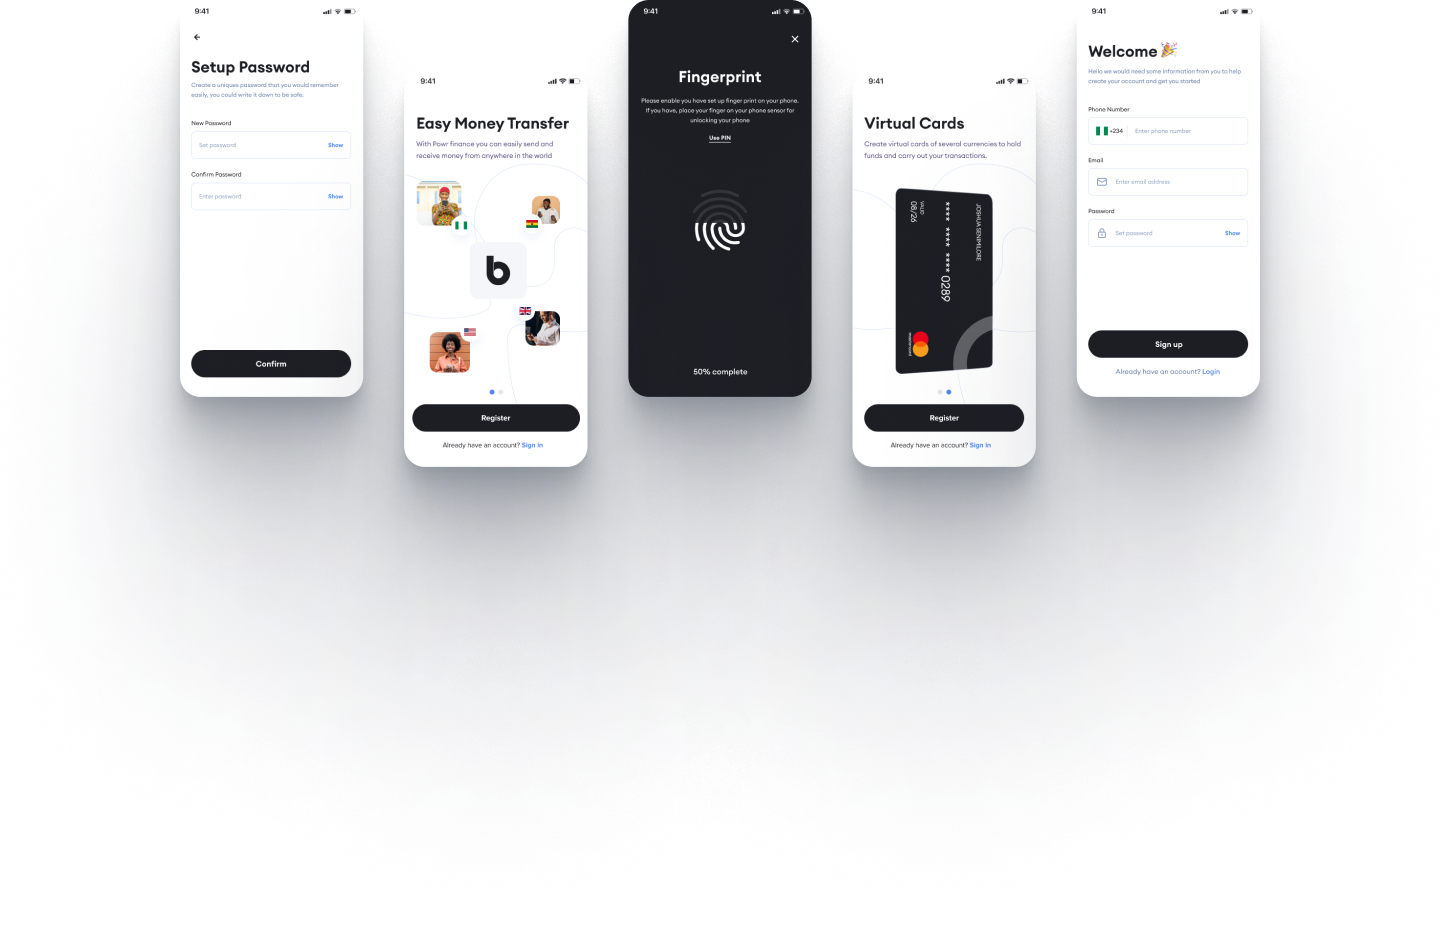 9:41
Setup Password
Create a uniques password that you would remember
easily, you could write it down to be safe.
New Password
Set password
Show
Confirm Password
Enter password
Show
Confirm
9:41
Easy Money Transfer
With Powr finance you can easily send and
receive money from anywhere in the world
b
Register
Already have an account? Sign in
9:41
Fingerprint
Please enable you have set up finger print on your phone.
If you have, place your finger on your phone sensor for
unlocking your phone
Use PIN
50% complete
9:41
Virtual Cards
Create virtual cards of several currencies to hold
funds and carry out your transactions.
JOSHUA SENIMILORE
**** **** **** 0289
VALID
08/26
mastercard
Register
Already have an account? Sign in
9:41
Welcome 🎉
Hello we would need some information from you to help
create your account and get you started
Phone Number
+234
Enter phone number
Email
Enter email address
Password
Set password
Show
Sign up
Already have an account? Login